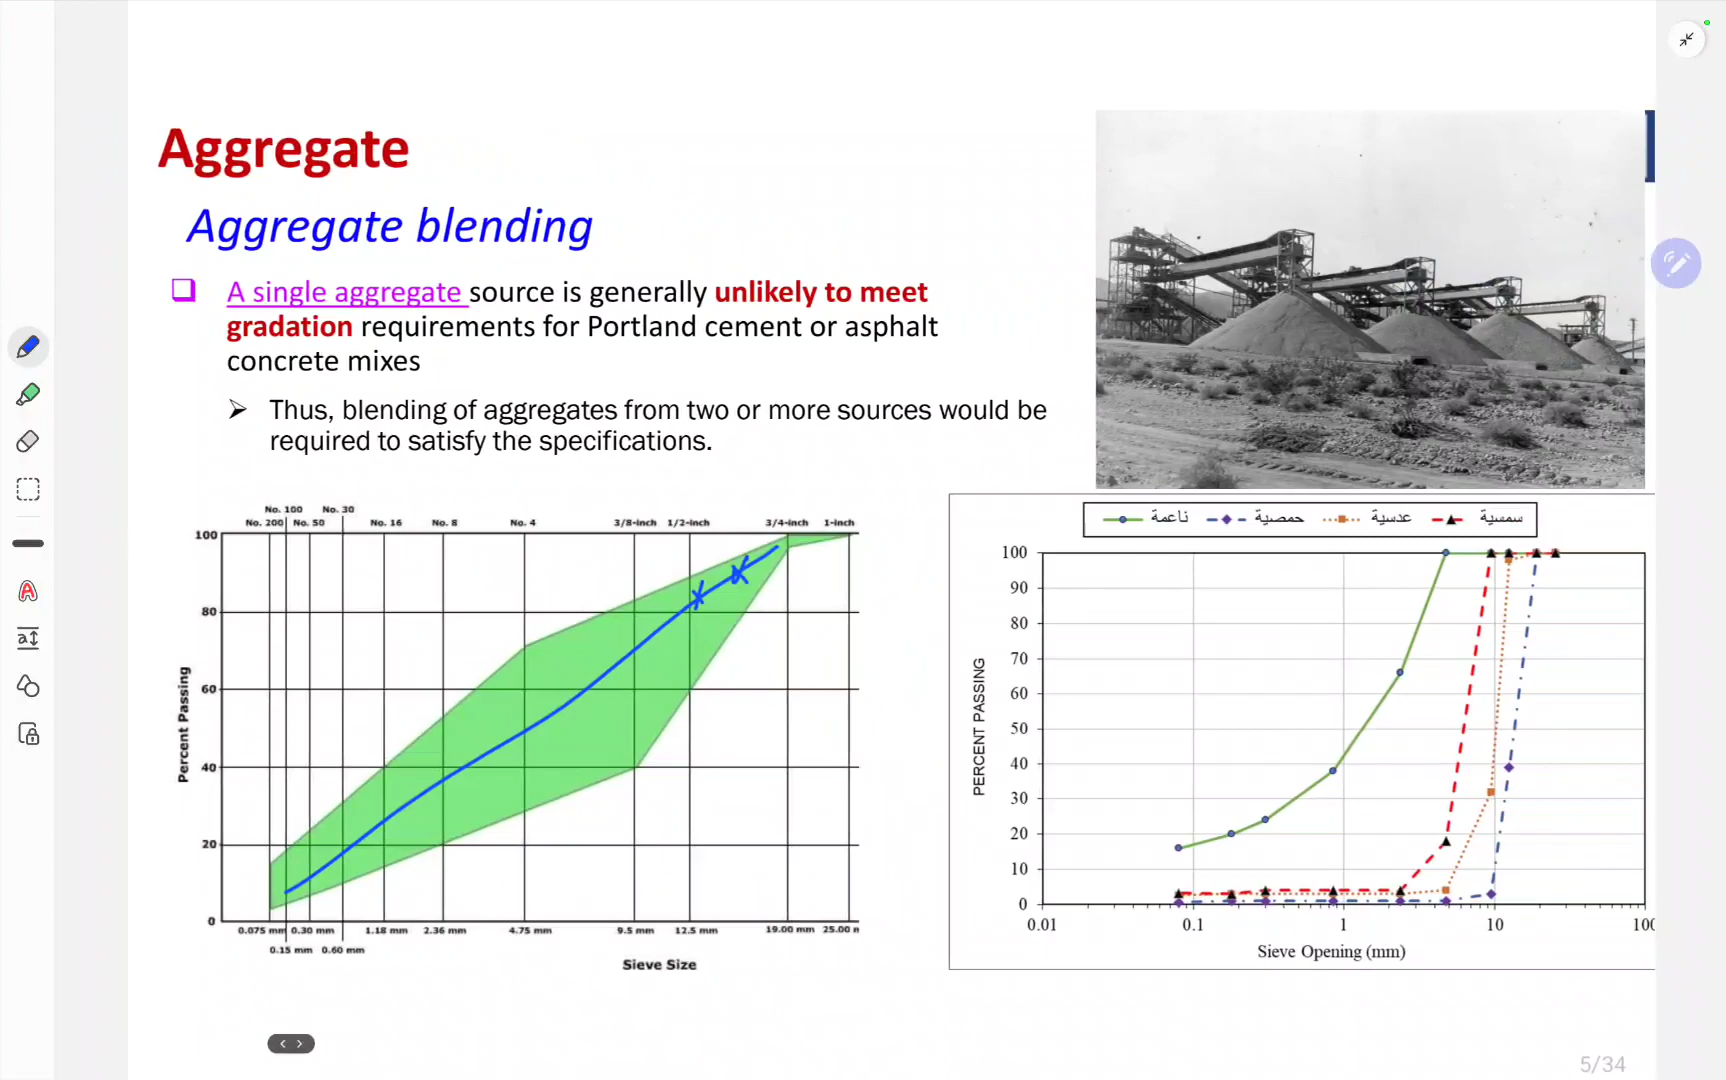 Aggregate
Aggregate blending
A single aggregate source is generally unlikely to meet
gradation requirements for Portland cement or asphalt
concrete mixes
Thus, blending of aggregates from two or more sources would be
required to satisfy the specifications.
No. 100 No. 30
No. 200 No. 50 No. 16 No. 8 No. 4 3/8-inch 1/2-inch 3/4-inch 1-inch
100
80
60
40
20
0
Percent Passing
0.075 mm 0.30 mm 1.18 mm 2.36 mm 4.75 mm 9.5 mm 12.5 mm 19.00 mm 25.00
0.15 mm 0.60 mm
Sieve Size
ناعمة حمصية عدسية سمسية
100
90
80
70
60
50
40
30
20
10
0
PERCENT PASSING
0.01 0.1 1 10 100
Sieve Opening (mm)
5/34